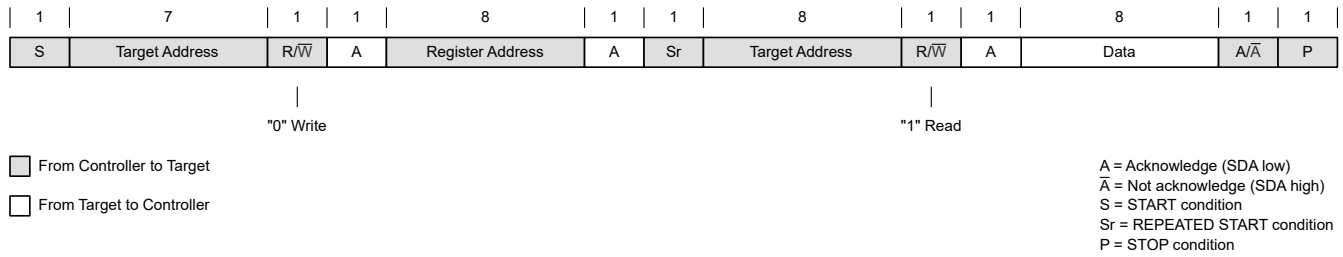 1 7 1 1 8 1 1 8 1 1 8 1 1
S Target Address R/W̅ A Register Address A Sr Target Address R/W̅ A Data A/A̅ P
"0" Write "1" Read
From Controller to Target
From Target to Controller
A = Acknowledge (SDA low)
A̅ = Not acknowledge (SDA high)
S = START condition
Sr = REPEATED START condition
P = STOP condition